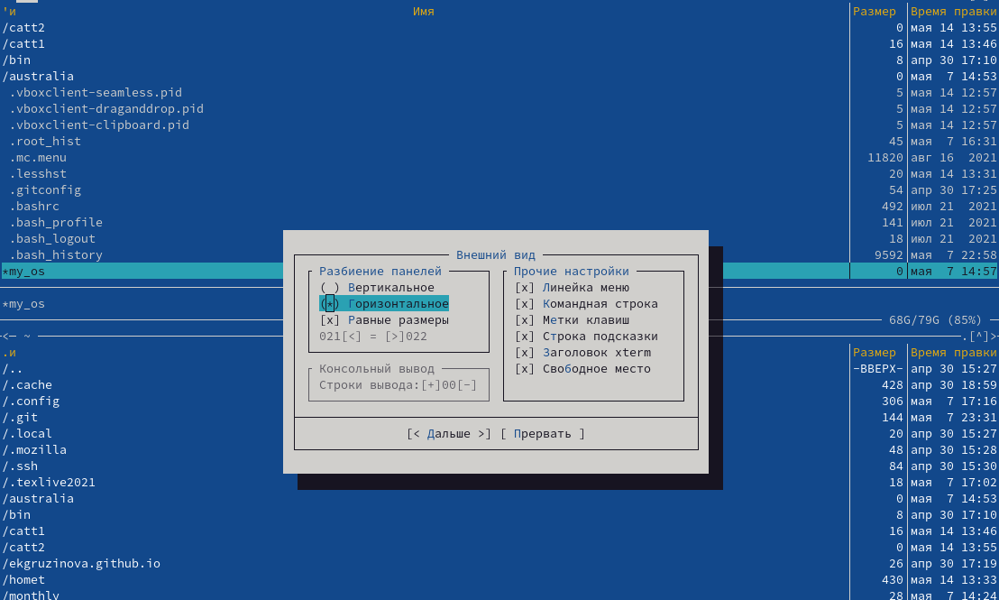 'и Имя Размер Время правки
/catt2 0 мая 14 13:55
/catt1 16 мая 14 13:46
/bin 8 апр 30 17:10
/australia 0 мая 7 14:53
.vboxclient-seamless.pid 5 мая 14 12:57
.vboxclient-draganddrop.pid 5 мая 14 12:57
.vboxclient-clipboard.pid 5 мая 14 12:57
.root_hist 45 мая 7 16:31
.mc.menu 11820 авг 16 2021
.lesshst 20 мая 14 13:31
.gitconfig 54 апр 30 17:25
.bashrc 492 июл 21 2021
.bash_profile 141 июл 21 2021
.bash_logout 18 июл 21 2021
.bash_history 9592 мая 7 22:58
*my_os 0 мая 7 14:57
*my_os
68G/79G (85%)
<— ~ .[^]>
.и Размер Время правки
/.. -ВВЕРХ- апр 30 15:27
/.cache 428 апр 30 18:59
/.config 306 мая 7 17:16
/.git 144 мая 7 23:31
/.local 20 апр 30 15:27
/.mozilla 48 апр 30 15:28
/.ssh 84 апр 30 15:30
/.texlive2021 18 мая 7 17:02
/australia 0 мая 7 14:53
/bin 8 апр 30 17:10
/catt1 16 мая 14 13:46
/catt2 0 мая 14 13:55
/ekgruzinova.github.io 26 апр 30 17:19
/homet 430 мая 14 13:33
/monthly 28 мая 7 14:24
Внешний вид
Разбиение панелей
( ) Вертикальное
(*) Горизонтальное
[x] Равные размеры
021[<] = [>]022
Консольный вывод
Строки вывода:[+]00[-]
Прочие настройки
[x] Линейка меню
[x] Командная строка
[x] Метки клавиш
[x] Строка подсказки
[x] Заголовок xterm
[x] Свободное место
[< Дальше >] [ Прервать ]